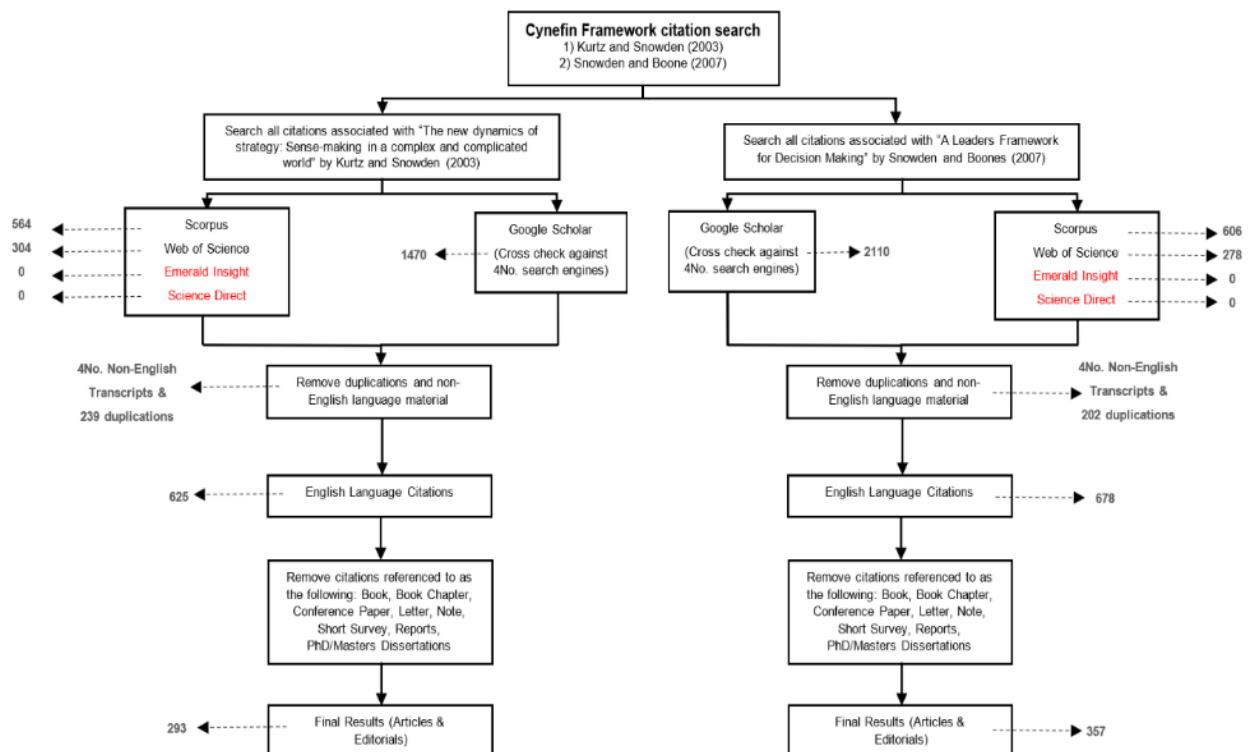 Cynefin Framework citation search
1) Kurtz and Snowden (2003)
2) Snowden and Boone (2007)
Search all citations associated with "The new dynamics of
strategy: Sense-making in a complex and complicated
world" by Kurtz and Snowden (2003)
Search all citations associated with "A Leaders Framework
for Decision Making" by Snowden and Boones (2007)
564
304
0
0
Scorpus
Web of Science
Emerald Insight
Science Direct
1470
Google Scholar
(Cross check against
4No. search engines)
Google Scholar
(Cross check against
4No. search engines)
2110
Scorpus
Web of Science
Emerald Insight
Science Direct
606
278
0
0
4No. Non-English
Transcripts &
239 duplications
Remove duplications and non-
English language material
Remove duplications and non-
English language material
4No. Non-English
Transcripts &
202 duplications
625
English Language Citations
English Language Citations
678
Remove citations referenced to as
the following: Book, Book Chapter,
Conference Paper, Letter, Note,
Short Survey, Reports,
PhD/Masters Dissertations
Remove citations referenced to as
the following: Book, Book Chapter,
Conference Paper, Letter, Note,
Short Survey, Reports,
PhD/Masters Dissertations
293
Final Results (Articles &
Editorials)
Final Results (Articles &
Editorials)
357